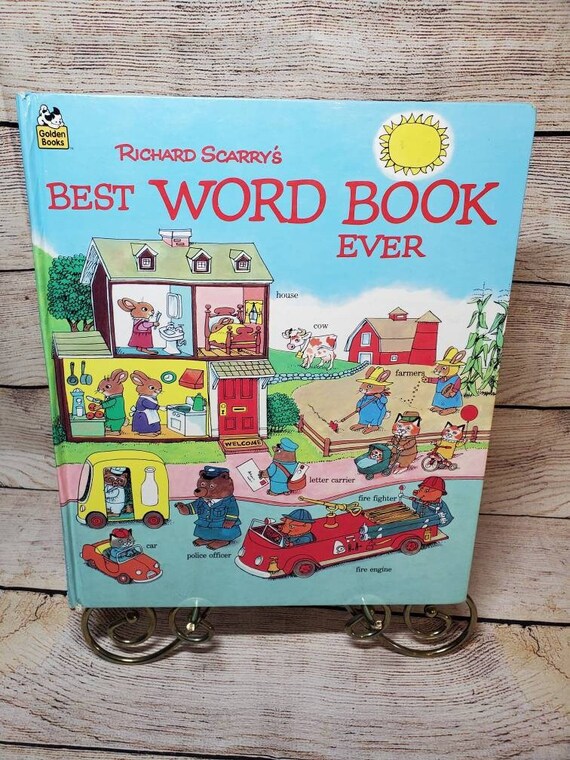 Golden
Books
RICHARD SCARRY'S
BEST WORD BOOK
EVER
house
cow
farmers
WELCOME
letter carrier
fire fighter
car
police officer
fire engine